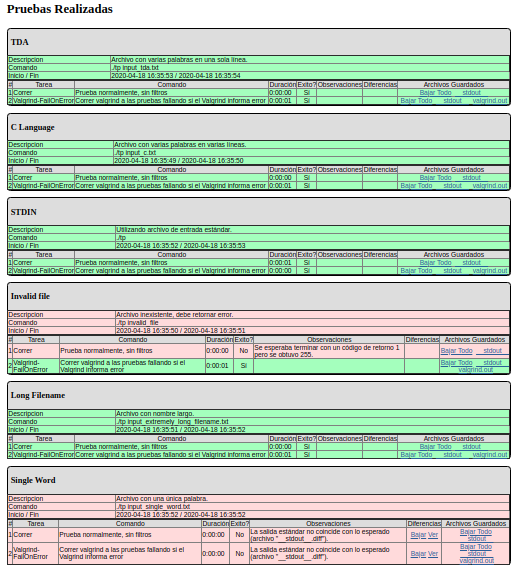 Pruebas Realizadas
TDA
Descripcion Archivo con varias palabras en una sola línea.
Comando ./tp input_tda.txt
Inicio / Fin 2020-04-18 16:35:53 / 2020-04-18 16:35:54
# Tarea Comando Duración Exito? Observaciones Diferencias Archivos Guardados
1 Correr Prueba normalmente, sin filtros 0:00:00 Si Bajar Todo __stdout__
2 Valgrind-FailOnError Correr valgrind a las pruebas fallando si el Valgrind informa error 0:00:01 Si Bajar Todo __stdout__ valgrind.out
C Language
Descripcion Archivo con varias palabras en varias líneas.
Comando ./tp input_c.txt
Inicio / Fin 2020-04-18 16:35:49 / 2020-04-18 16:35:50
# Tarea Comando Duración Exito? Observaciones Diferencias Archivos Guardados
1 Correr Prueba normalmente, sin filtros 0:00:00 Si Bajar Todo __stdout__
2 Valgrind-FailOnError Correr valgrind a las pruebas fallando si el Valgrind informa error 0:00:01 Si Bajar Todo __stdout__ valgrind.out
STDIN
Descripcion Utilizando archivo de entrada estándar.
Comando ./tp
Inicio / Fin 2020-04-18 16:35:52 / 2020-04-18 16:35:53
# Tarea Comando Duración Exito? Observaciones Diferencias Archivos Guardados
1 Correr Prueba normalmente, sin filtros 0:00:01 Si Bajar Todo __stdout__
2 Valgrind-FailOnError Correr valgrind a las pruebas fallando si el Valgrind informa error 0:00:00 Si Bajar Todo __stdout__ valgrind.out
Invalid file
Descripcion Archivo inexistente, debe retornar error.
Comando ./tp invalid_file
Inicio / Fin 2020-04-18 16:35:50 / 2020-04-18 16:35:51
# Tarea Comando Duración Exito? Observaciones Diferencias Archivos Guardados
1 Correr Prueba normalmente, sin filtros 0:00:00 No Se esperaba terminar con un código de retorno 1 Bajar Todo __stdout__
pero se obtuvo 255.
2 Valgrind- Correr valgrind a las pruebas fallando si el Valgrind 0:00:01 Si Bajar Todo __stdout__
FailOnError informa error valgrind.out
Long Filename
Descripcion Archivo con nombre largo.
Comando ./tp input_extremely_long_filename.txt
Inicio / Fin 2020-04-18 16:35:51 / 2020-04-18 16:35:52
# Tarea Comando Duración Exito? Observaciones Diferencias Archivos Guardados
1 Correr Prueba normalmente, sin filtros 0:00:00 Si Bajar Todo __stdout__
2 Valgrind-FailOnError Correr valgrind a las pruebas fallando si el Valgrind informa error 0:00:01 Si Bajar Todo __stdout__ valgrind.out
Single Word
Descripcion Archivo con una única palabra.
Comando ./tp input_single_word.txt
Inicio / Fin 2020-04-18 16:35:52 / 2020-04-18 16:35:52
# Tarea Comando Duración Exito? Observaciones Diferencias Archivos Guardados
1 Correr Prueba normalmente, sin filtros 0:00:00 No La salida estándar no coincide con lo esperado Bajar Ver Bajar Todo
(archivo "__stdout__.diff"). __stdout__
2 Valgrind- Correr valgrind a las pruebas fallando si el 0:00:00 No La salida estándar no coincide con lo esperado Bajar Ver Bajar Todo
FailOnError Valgrind informa error (archivo "__stdout__.diff"). __stdout__
valgrind.out